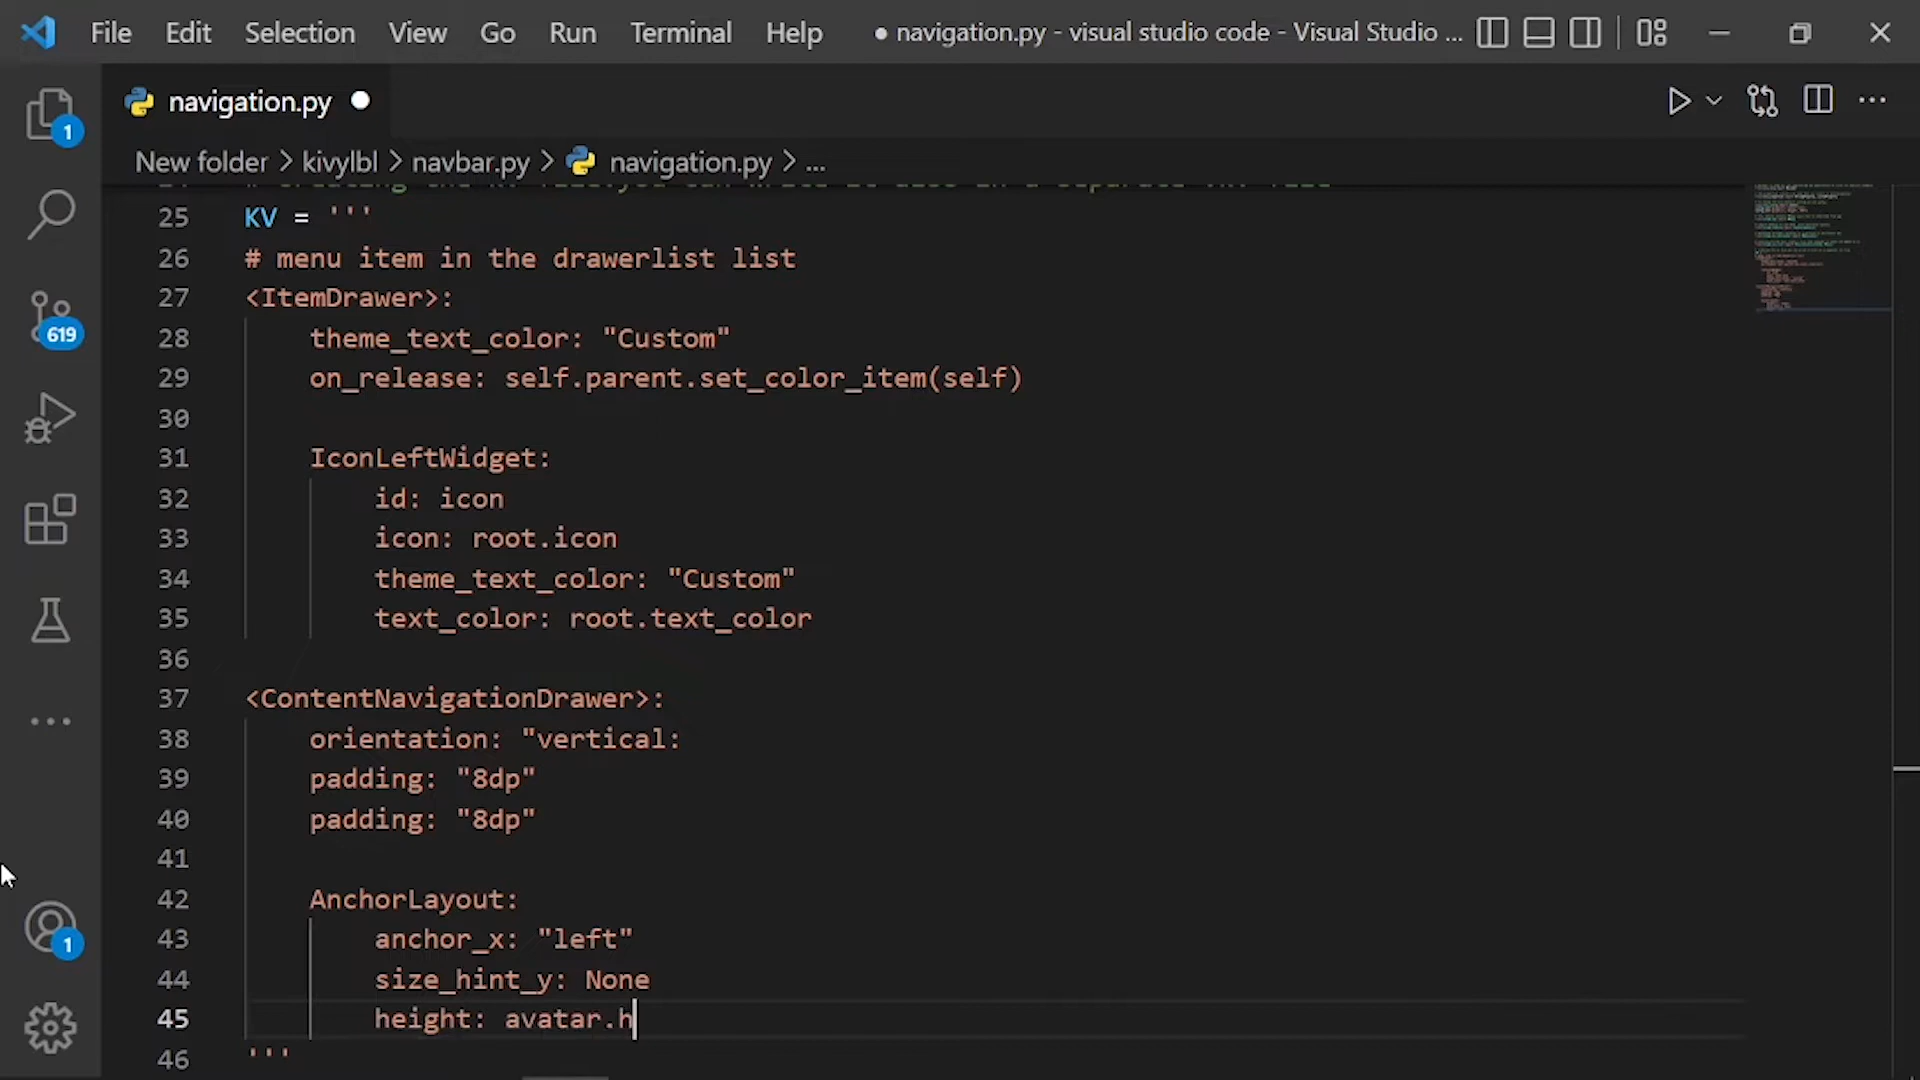 File Edit Selection View Go Run Terminal Help ● navigation.py - visual studio code - Visual Studio ...
navigation.py
1
New folder > kivylbl > navbar.py > navigation.py > ...
619
25 KV = '''
26 # menu item in the drawerlist list
27 <ItemDrawer>:
28 theme_text_color: "Custom"
29 on_release: self.parent.set_color_item(self)
30
31 IconLeftWidget:
32 id: icon
33 icon: root.icon
34 theme_text_color: "Custom"
35 text_color: root.text_color
36
37 <ContentNavigationDrawer>:
38 orientation: "vertical:
39 padding: "8dp"
40 padding: "8dp"
41
42 AnchorLayout:
43 anchor_x: "left"
44 size_hint_y: None
45 height: avatar.h
46 '''
1